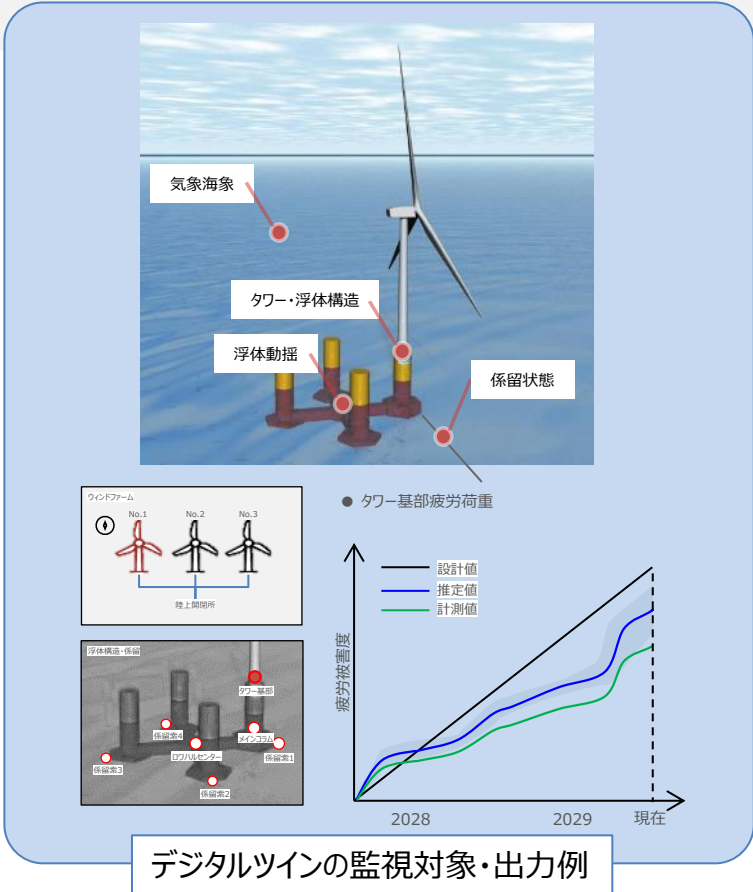 気象海象
タワー・浮体構造
浮体動揺
係留状態
ウィンドファーム
No.1
No.2
No.3
陸上開閉所
浮体構造・係留
タワー基部
係留索4
メインコラム
ロワハルセンター
係留索1
係留索3
係留索2
● タワー基部疲労荷重
設計値
推定値
計測値
疲労被害度
2028
2029
現在
デジタルツインの監視対象・出力例